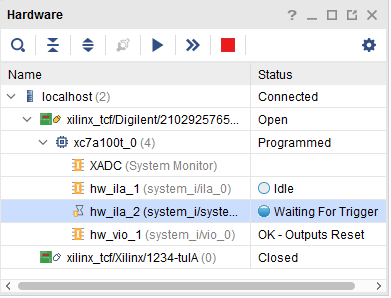 Hardware
Name Status
localhost (2) Connected
xilinx_tcf/Digilent/2102925765... Open
xc7a100t_0 (4) Programmed
XADC (System Monitor)
hw_ila_1 (system_i/ila_0) Idle
hw_ila_2 (system_i/syste... Waiting For Trigger
hw_vio_1 (system_i/vio_0) OK - Outputs Reset
xilinx_tcf/Xilinx/1234-tulA (0) Closed